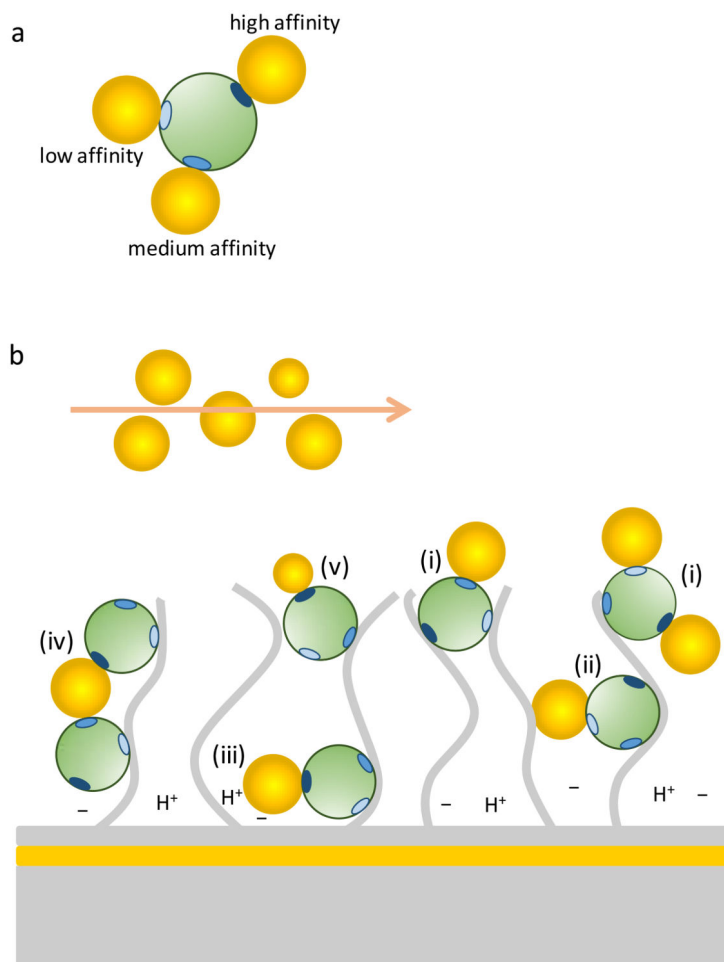 a
high affinity
low affinity
medium affinity
b
(v)
(i)
(i)
(iv)
(ii)
(iii)
– H⁺ H⁺ – – H⁺ – H⁺ –